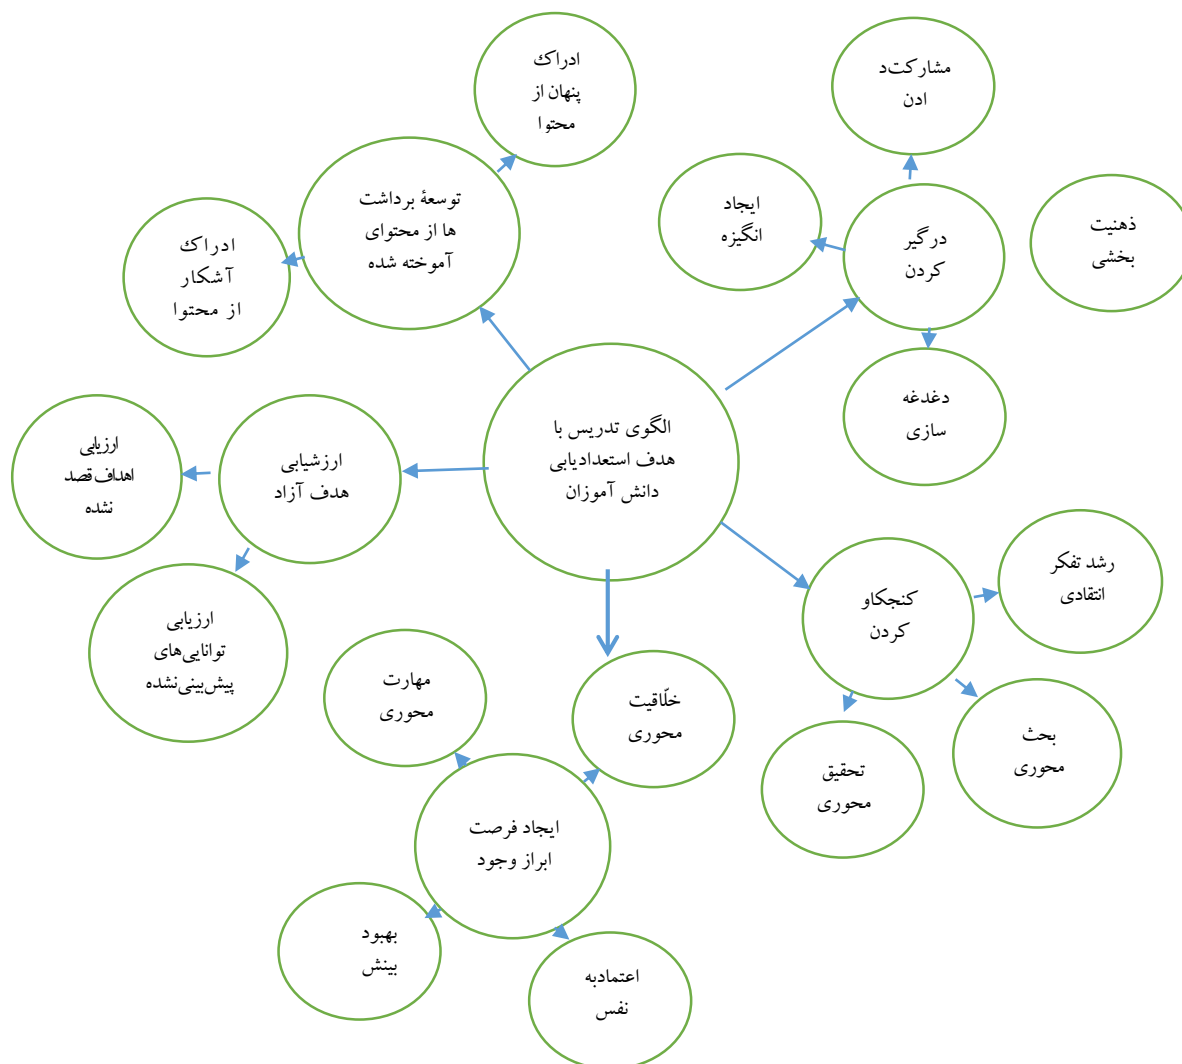 ادراک
پنهان از
محتوا
مشارکت‌د
ادن
توسعهٔ برداشت
ها از محتوای
آموخته شده
ایجاد
انگیزه
ذهنیت
بخشی
درگیر
کردن
ادراک
آشکار
از محتوا
دغدغه
سازی
الگوی تدریس با
هدف استعدادیابی
دانش آموزان
ارزیابی
اهداف قصد
نشده
ارزشیابی
هدف آزاد
رشد تفکر
انتقادی
کنجکاو
کردن
ارزیابی
توانایی‌های
پیش‌بینی‌نشده
مهارت
محوری
خلّاقیت
محوری
بحث
محوری
تحقیق
محوری
ایجاد فرصت
ابراز وجود
بهبود
بینش
اعتمادبه
نفس